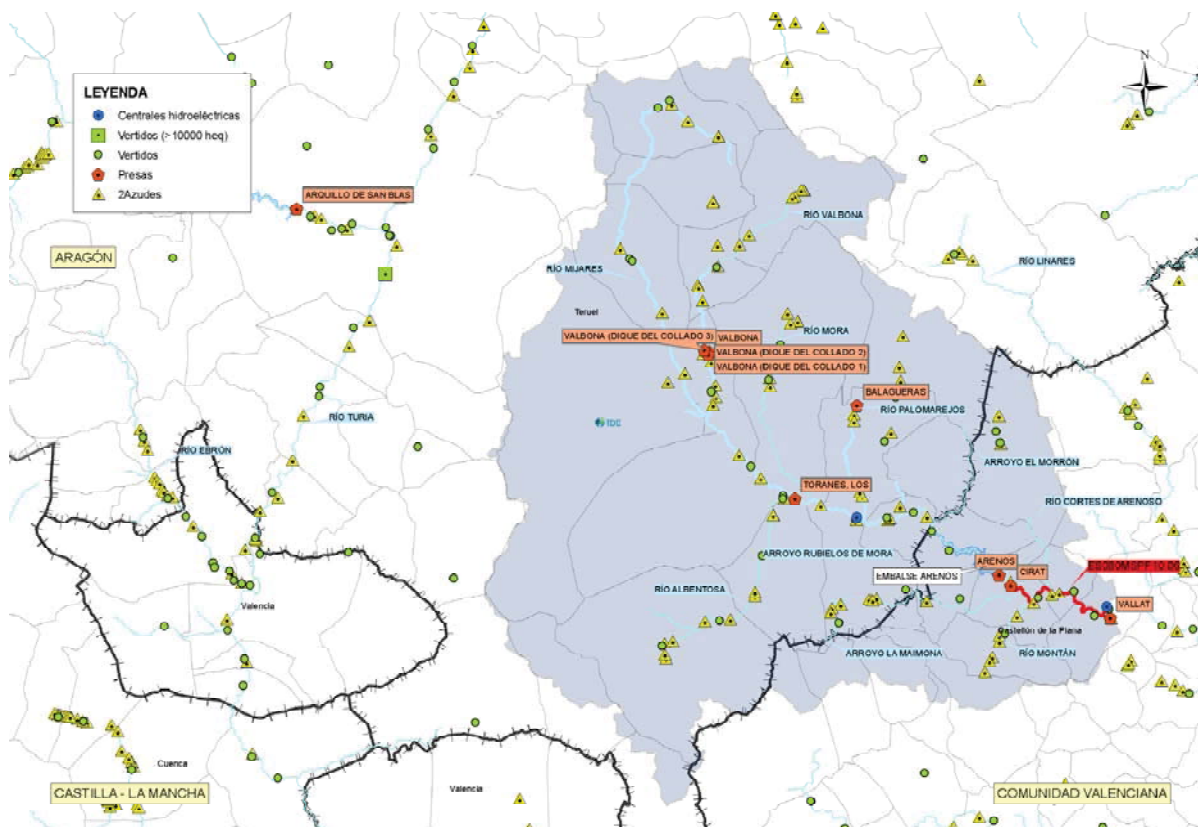 N
LEYENDA
Centrales hidroeléctricas
Vertidos (>10000 heq)
Vertidos
Presas
2Azudes
ARQUILLO DE SAN BLAS
ARAGÓN
RÍO VALBONA
RÍO LINARES
RÍO MIJARES
Teruel
RÍO MORA
VALBONA (DIQUE DEL COLLADO 3)
VALBONA
VALBONA (DIQUE DEL COLLADO 2)
VALBONA (DIQUE DEL COLLADO 1)
BALAGUERAS
RÍO PALOMAREJOS
RÍO TURIA
RÍO EBRÓN
ARROYO EL MORRÓN
TORANES, LOS
RÍO CORTES DE ARENOSO
ARROYO RUBIELOS DE MORA
ARENOS
CIRAT
EMBALSE ARENOS
RÍO ALBENTOSA
VALLAT
Valencia
Castellón de la Plana
ARROYO LA MAIMONA
RÍO MONTÁN
Cuenca
Valencia
CASTILLA - LA MANCHA
COMUNIDAD VALENCIANA